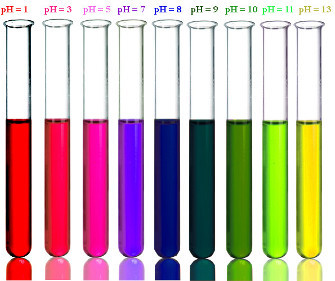 pH = 1 pH = 3 pH = 5 pH = 7 pH = 8 pH = 9 pH = 10 pH = 11 pH = 13